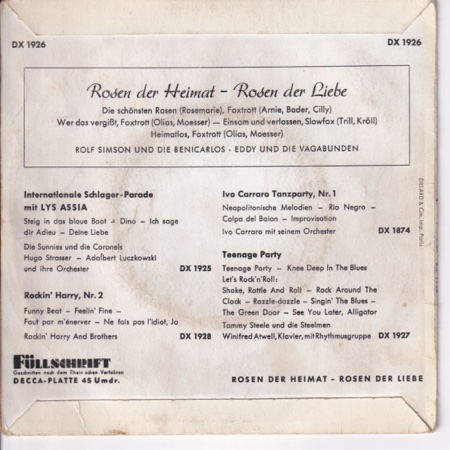 DX 1926
DX 1926
Rosen der Heimat – Rosen der Liebe
Die schönsten Rosen (Rosemarie), Foxtrott (Arnie, Bader, Cilly)
Wer das vergißt, Foxtrott (Olias, Moesser) — Einsam und verlassen, Slowfox (Trill, Kröll)
Heimatlos, Foxtrott (Olias, Moesser)
ROLF SIMSON UND DIE BENICARLOS - EDDY UND DIE VAGABUNDEN
Internationale Schlager-Parade
mit LYS ASSIA
Steig in das blaue Boot - Dino — Ich sage
dir Adieu — Deine Liebe
Die Sunnies und die Coronels
Hugo Strasser — Adalbert Luczkowski
und ihre Orchester DX 1925
Rockin' Harry, Nr. 2
Funny Beat — Feelin' Fine —
Faut par m'énerver — Ne fais pas l'idiot, Jo
Rockin' Harry And Brothers DX 1928
Ivo Carraro Tanzparty, Nr. 1
Neapolitanische Melodien — Rio Negro —
Colpa del Baion — Improvisation
Ivo Carraro mit seinem Orchester DX 1874
Teenage Party
Teenage Party — Knee Deep In The Blues
Let's Rock'n'Roll:
Shake, Rattle And Roll — Rock Around The
Clock — Razzle-dazzle — Singin' The Blues —
The Green Door — See You Later, Alligator
Tommy Steele und die Steelmen
Winifred Atwell, Klavier, mit Rhythmusgruppe DX 1927
FÜLLSCHRIFT
Geschnitten nach dem Rhein'schen Verfahren
DECCA-PLATTE 45 Umdr.
ROSEN DER HEIMAT - ROSEN DER LIEBE